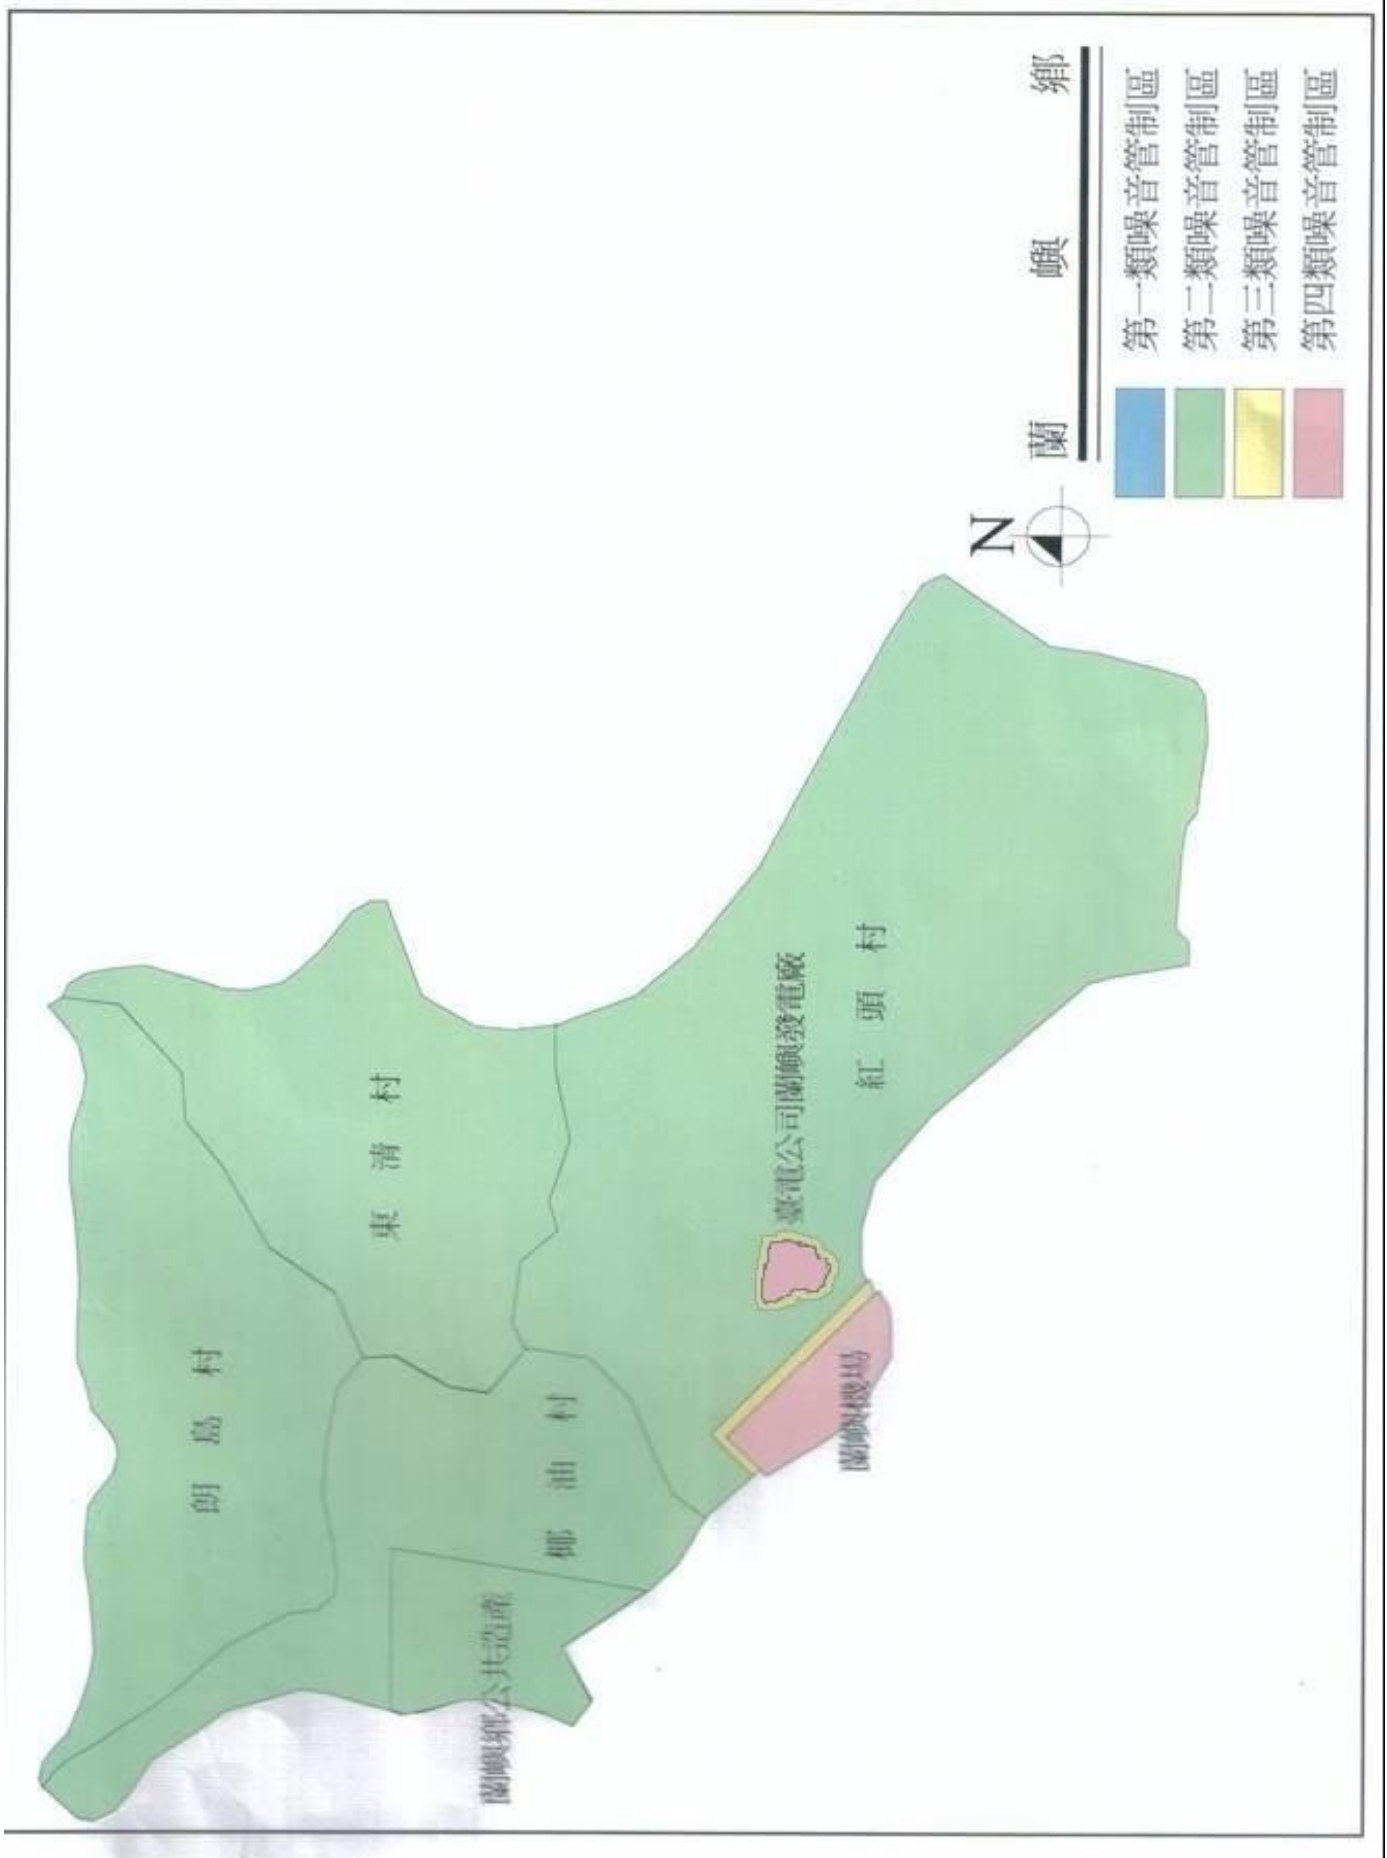 蘭嶼鄉
第一類噪音管制區
第二類噪音管制區
第三類噪音管制區
第四類噪音管制區
N
朗島村
東清村
椰油村
蘭嶼鄉公共造產
臺電公司蘭嶼發電廠
紅頭村
蘭嶼機場